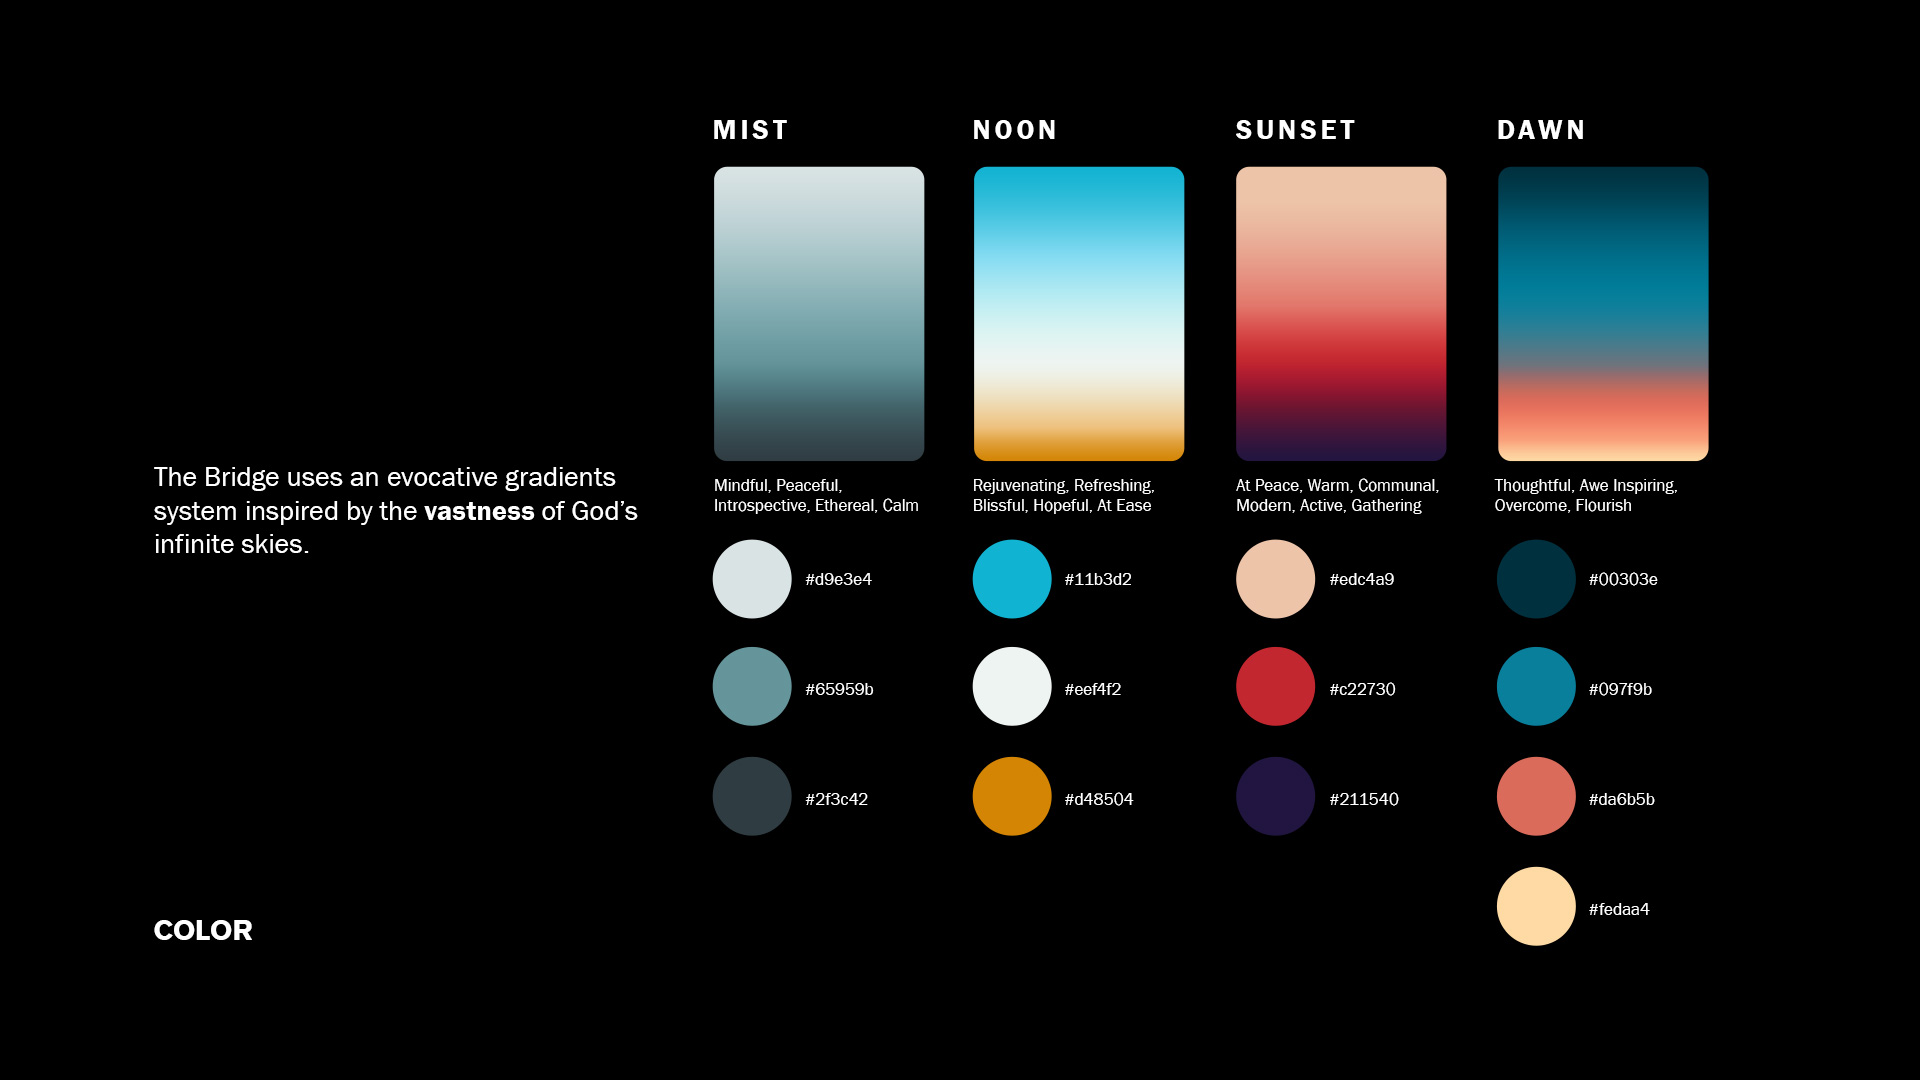 The Bridge uses an evocative gradients
system inspired by the vastness of God’s
infinite skies.
COLOR
MIST
Mindful, Peaceful,
Introspective, Ethereal, Calm
#d9e3e4
#65959b
#2f3c42
NOON
Rejuvenating, Refreshing,
Blissful, Hopeful, At Ease
#11b3d2
#eef4f2
#d48504
SUNSET
At Peace, Warm, Communal,
Modern, Active, Gathering
#edc4a9
#c22730
#211540
DAWN
Thoughtful, Awe Inspiring,
Overcome, Flourish
#00303e
#097f9b
#da6b5b
#fedaa4